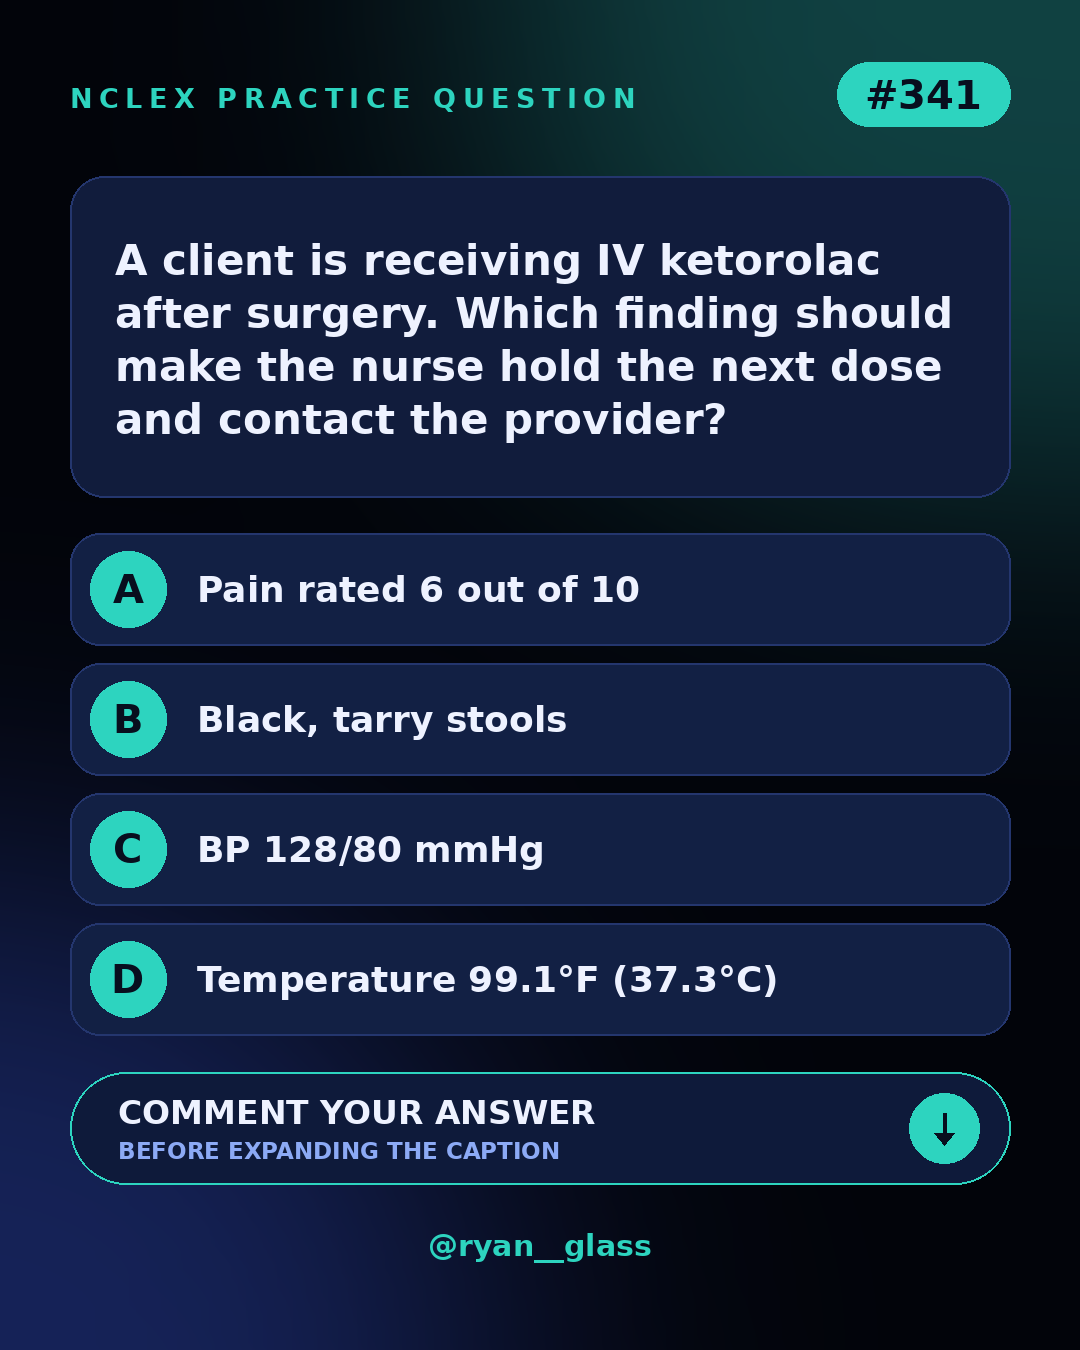 NCLEX PRACTICE QUESTION
#341
A client is receiving IV ketorolac
after surgery. Which finding should
make the nurse hold the next dose
and contact the provider?
A
Pain rated 6 out of 10
B
Black, tarry stools
C
BP 128/80 mmHg
D
Temperature 99.1°F (37.3°C)
COMMENT YOUR ANSWER
BEFORE EXPANDING THE CAPTION
@ryan__glass